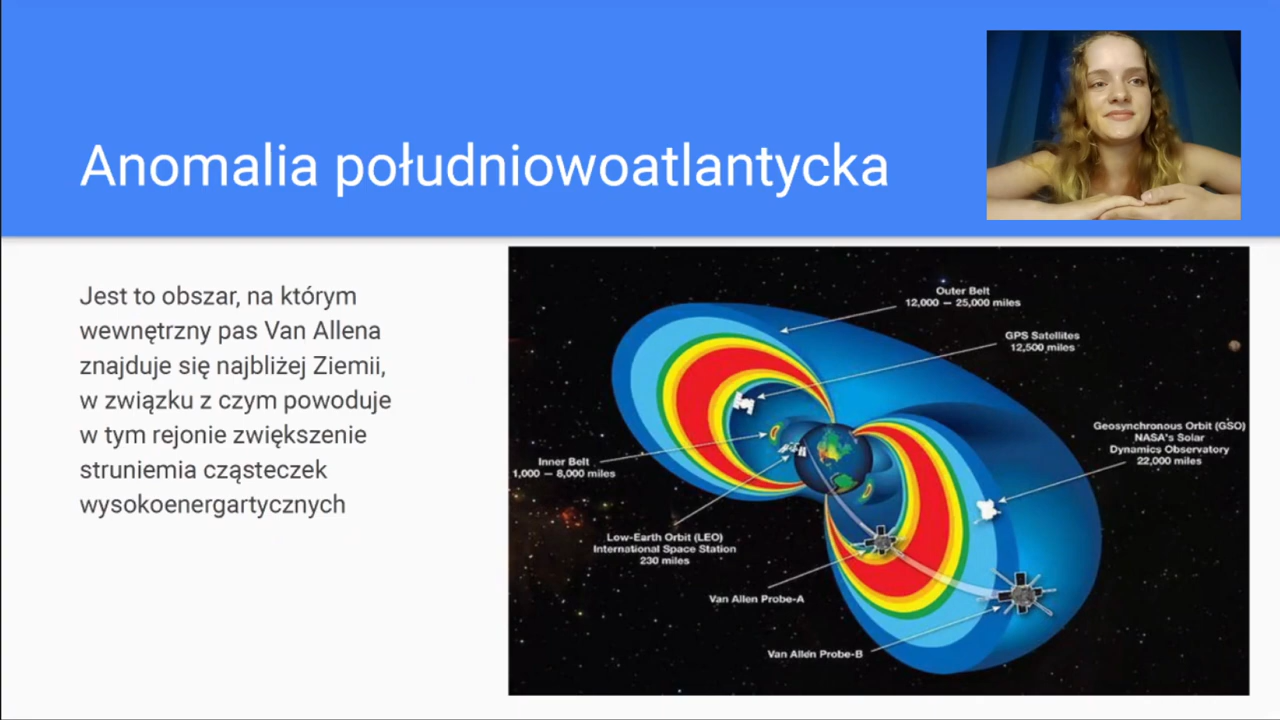 Anomalia południowoatlantycka
Jest to obszar, na którym
wewnętrzny pas Van Allena
znajduje się najbliżej Ziemii,
w związku z czym powoduje
w tym rejonie zwiększenie
struniemia cząsteczek
wysokoenergartycznych
Outer Belt
12,000 — 25,000 miles
GPS Satellites
12,500 miles
Geosynchronous Orbit (GSO)
NASA's Solar
Dynamics Observatory
22,000 miles
Inner Belt
1,000 — 8,000 miles
Low-Earth Orbit (LEO)
International Space Station
230 miles
Van Allen Probe-A
Van Allen Probe-B